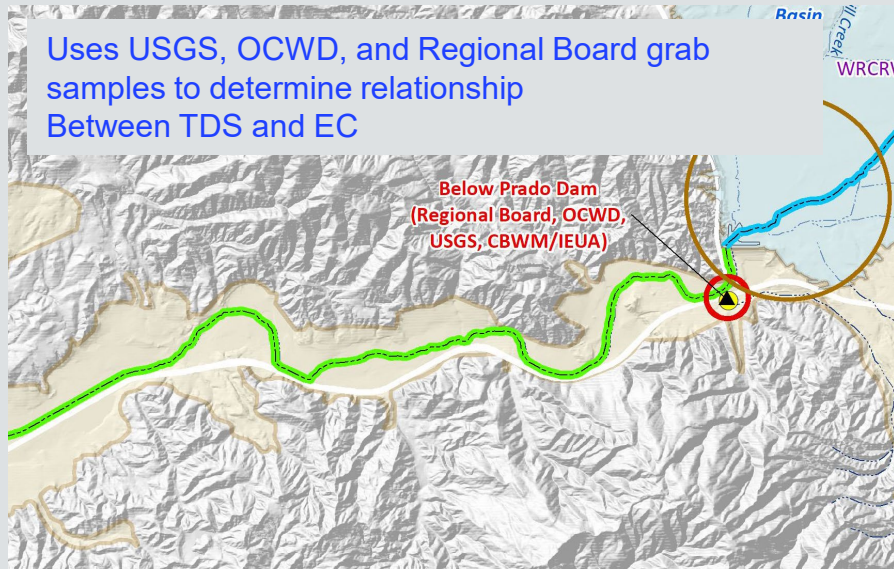 Uses USGS, OCWD, and Regional Board grab
samples to determine relationship
Between TDS and EC
Basin
Creek
Below Prado Dam
(Regional Board, OCWD,
USGS, CBWM/IEUA)